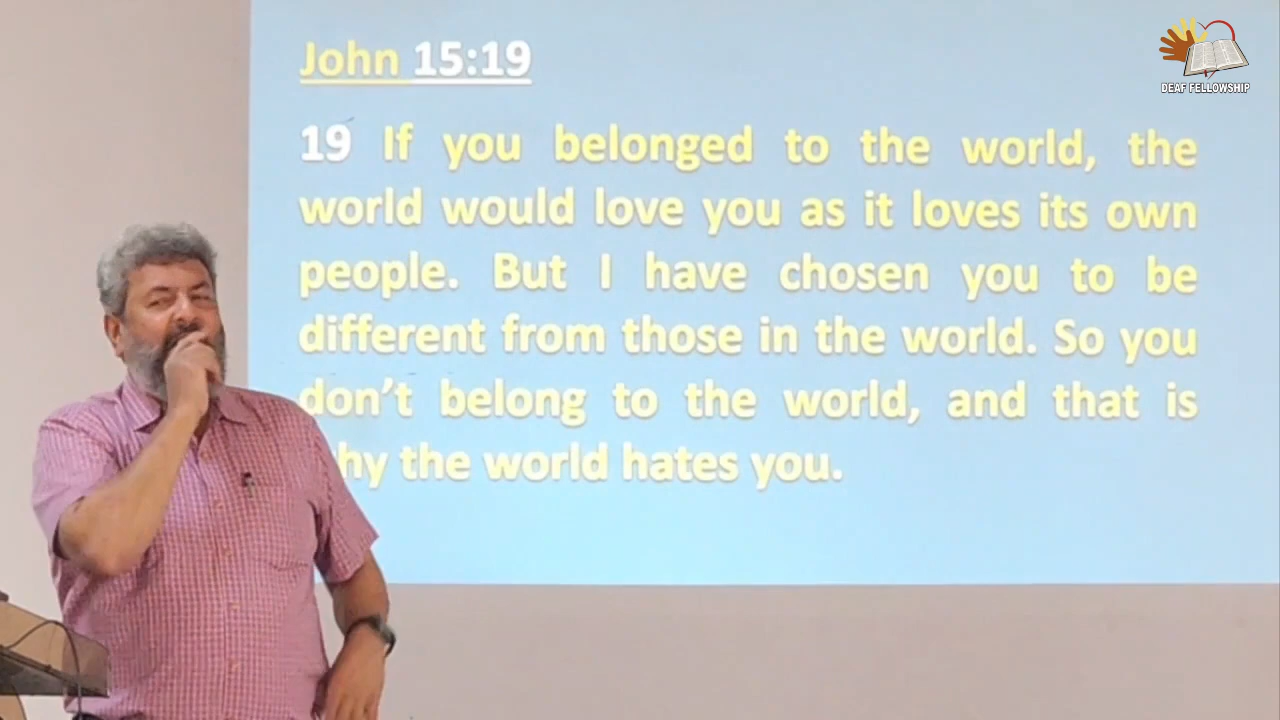 John 15:19
DEAF FELLOWSHIP
19 If you belonged to the world, the
world would love you as it loves its own
people. But I have chosen you to be
different from those in the world. So you
don't belong to the world, and that is
hy the world hates you.